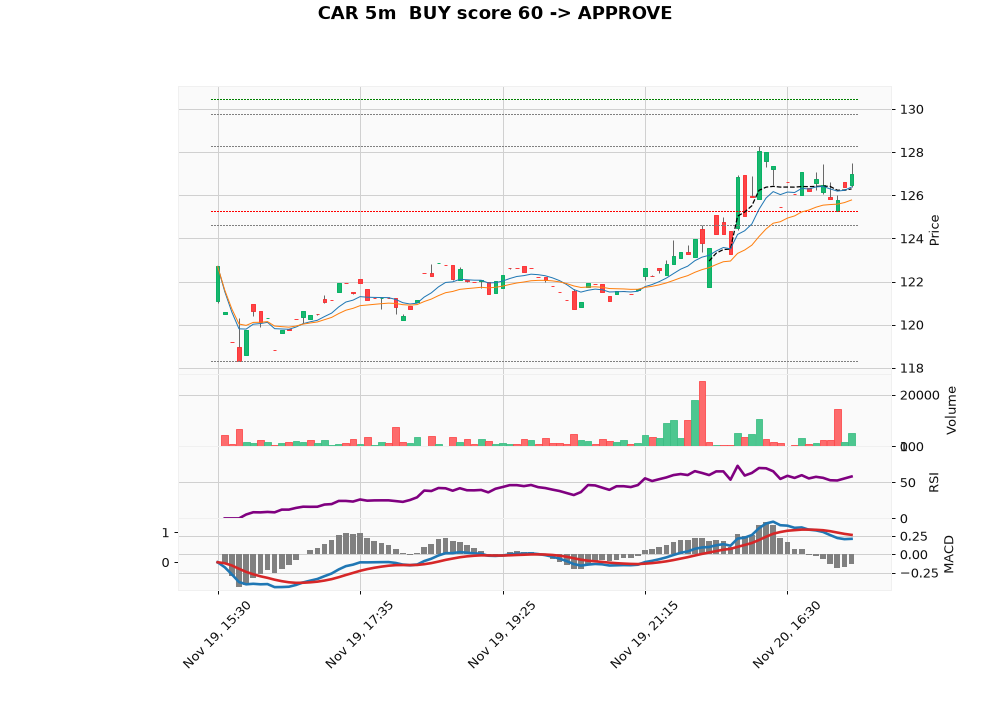 CAR 5m  BUY score 60 -> APPROVE
130
128
126
124
122
120
118
Price
20000
0
Volume
100
50
0
RSI
1
0
0.25
0.00
−0.25
MACD
Nov 19, 15:30
Nov 19, 17:35
Nov 19, 19:25
Nov 19, 21:15
Nov 20, 16:30